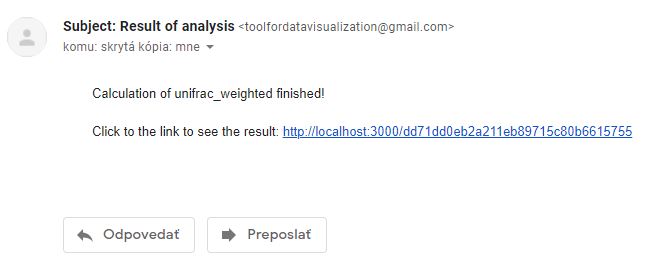 Subject: Result of analysis <toolfordatavisualization@gmail.com>
komu: skrytá kópia: mne
Calculation of unifrac_weighted finished!
Click to the link to see the result: http://localhost:3000/dd71dd0eb2a211eb89715c80b6615755
Odpovedať Preposlať